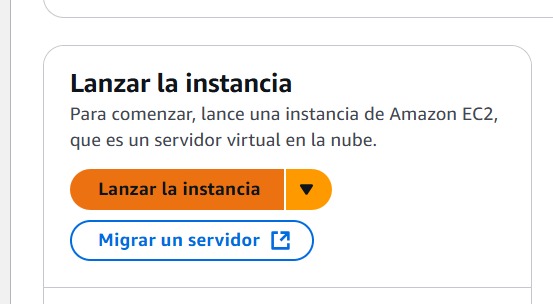 Lanzar la instancia
Para comenzar, lance una instancia de Amazon EC2,
que es un servidor virtual en la nube.
Lanzar la instancia
Migrar un servidor